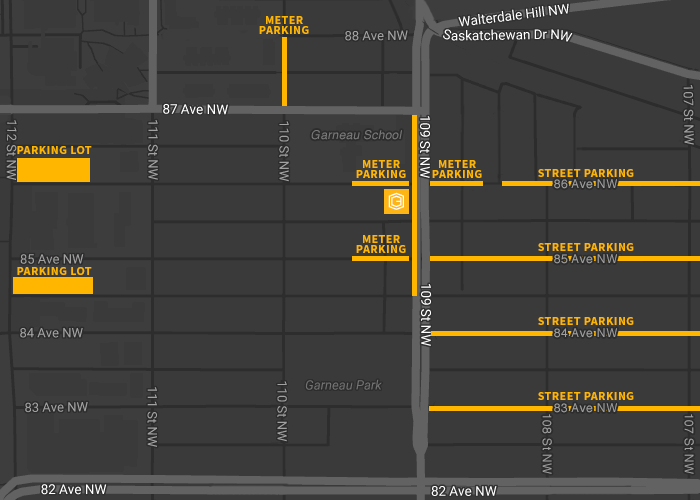 Walterdale Hill NW
METER
PARKING
88 Ave NW
Saskatchewan Dr NW
87 Ave NW
107 St NW
112 St NW
111 St NW
110 St NW
Garneau School
109 St NW
PARKING LOT
METER
PARKING
METER
PARKING
STREET PARKING
86 Ave NW
METER
PARKING
STREET PARKING
85 Ave NW
85 Ave NW
PARKING LOT
109 St NW
84 Ave NW
STREET PARKING
84 Ave NW
Garneau Park
111 St NW
110 St NW
STREET PARKING
83 Ave NW
83 Ave NW
108 St NW
107 St NW
82 Ave NW
82 Ave NW